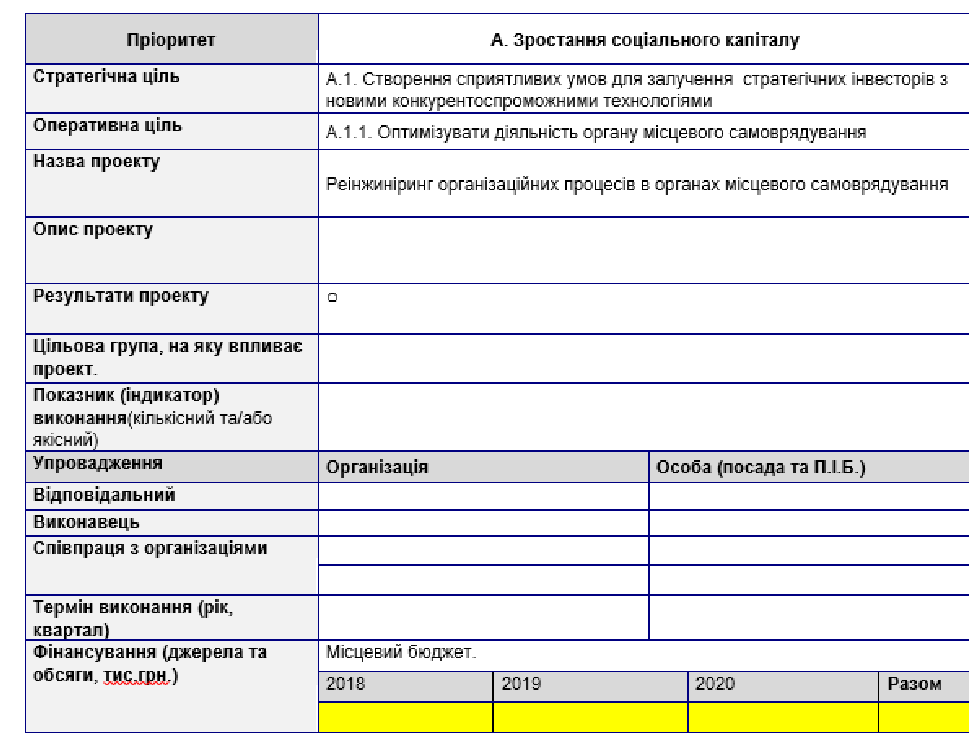 Пріоритет
А. Зростання соціального капіталу
Стратегічна ціль
А.1. Створення сприятливих умов для залучення стратегічних інвесторів з
новими конкурентоспроможними технологіями
Оперативна ціль
А.1.1. Оптимізувати діяльність органу місцевого самоврядування
Назва проекту
Реінжиніринг організаційних процесів в органах місцевого самоврядування
Опис проекту
Результати проекту
Цільова група, на яку впливає
проект.
Показник (індикатор)
виконання(кількісний та/або
якісний)
Упровадження
Організація
Особа (посада та П.І.Б.)
Відповідальний
Виконавець
Співпраця з організаціями
Термін виконання (рік,
квартал)
Фінансування (джерела та
обсяги, тис.грн.)
Місцевий бюджет.
2018
2019
2020
Разом